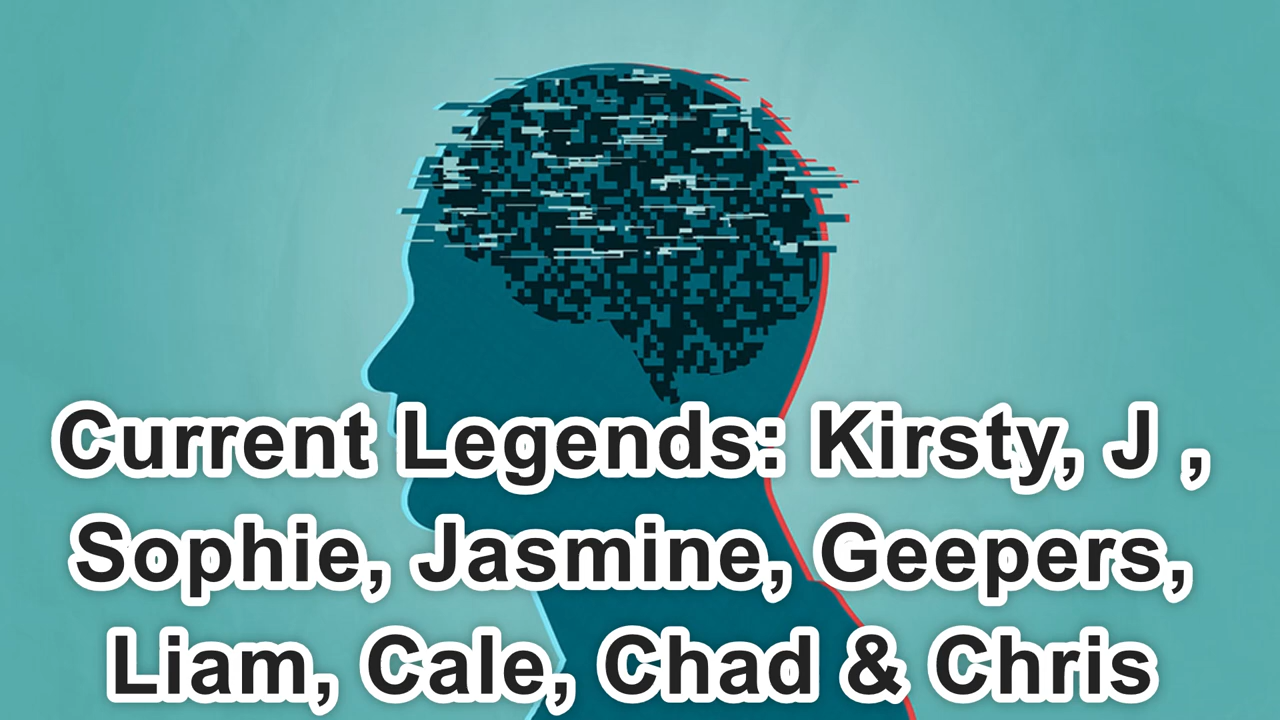 Current Legends: Kirsty, J ,
Sophie, Jasmine, Geepers,
Liam, Cale, Chad & Chris